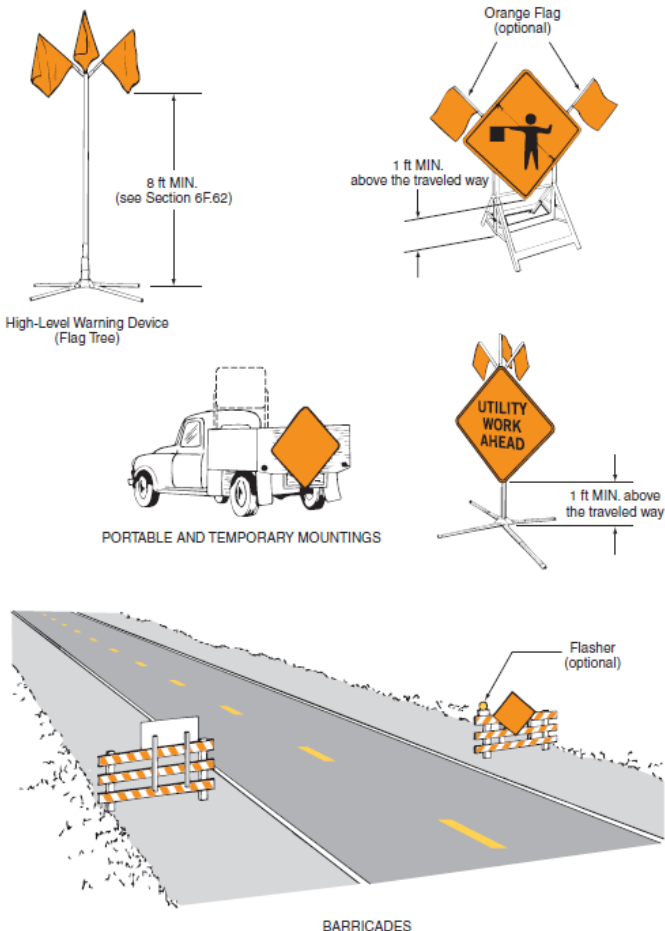 Orange Flag
(optional)
8 ft MIN.
(see Section 6F.62)
1 ft MIN.
above the traveled way
High-Level Warning Device
(Flag Tree)
UTILITY
WORK
AHEAD
1 ft MIN. above
the traveled way
PORTABLE AND TEMPORARY MOUNTINGS
Flasher
(optional)
BARRICADES